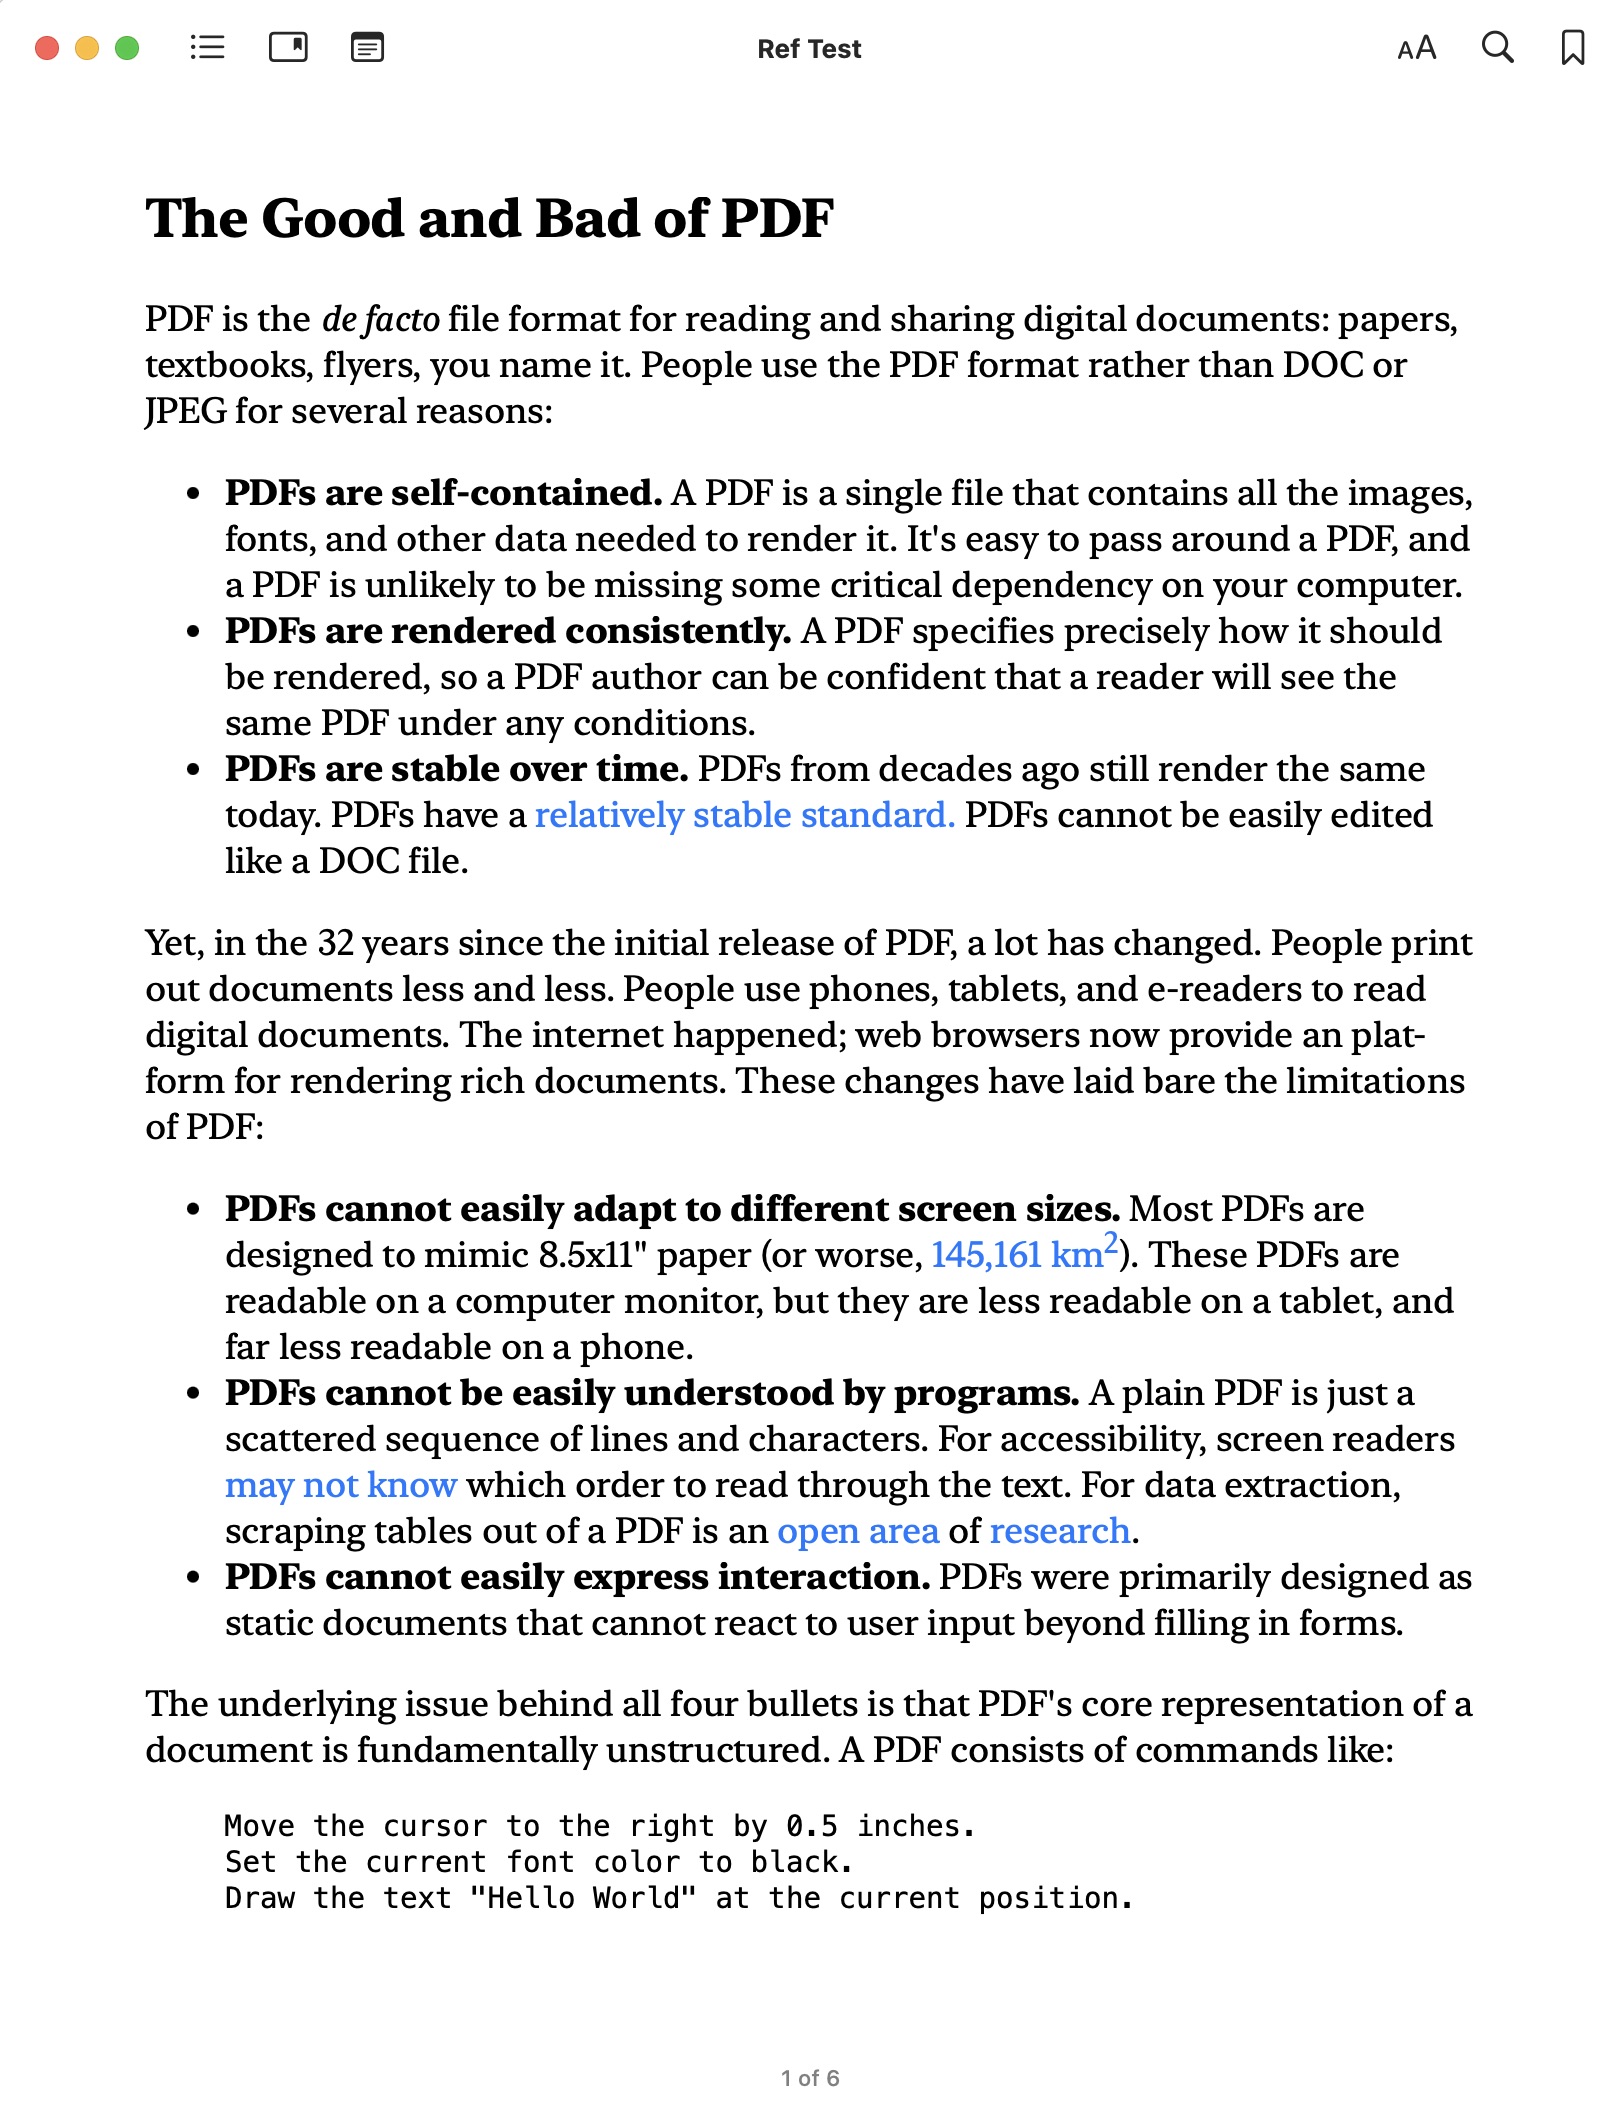 Ref Test
AA
The Good and Bad of PDF
PDF is the de facto file format for reading and sharing digital documents: papers,
textbooks, flyers, you name it. People use the PDF format rather than DOC or
JPEG for several reasons:
• PDFs are self-contained. A PDF is a single file that contains all the images,
fonts, and other data needed to render it. It's easy to pass around a PDF, and
a PDF is unlikely to be missing some critical dependency on your computer.
• PDFs are rendered consistently. A PDF specifies precisely how it should
be rendered, so a PDF author can be confident that a reader will see the
same PDF under any conditions.
• PDFs are stable over time. PDFs from decades ago still render the same
today. PDFs have a relatively stable standard. PDFs cannot be easily edited
like a DOC file.
Yet, in the 32 years since the initial release of PDF, a lot has changed. People print
out documents less and less. People use phones, tablets, and e-readers to read
digital documents. The internet happened; web browsers now provide an plat-
form for rendering rich documents. These changes have laid bare the limitations
of PDF:
• PDFs cannot easily adapt to different screen sizes. Most PDFs are
designed to mimic 8.5x11" paper (or worse, 145,161 km²). These PDFs are
readable on a computer monitor, but they are less readable on a tablet, and
far less readable on a phone.
• PDFs cannot be easily understood by programs. A plain PDF is just a
scattered sequence of lines and characters. For accessibility, screen readers
may not know which order to read through the text. For data extraction,
scraping tables out of a PDF is an open area of research.
• PDFs cannot easily express interaction. PDFs were primarily designed as
static documents that cannot react to user input beyond filling in forms.
The underlying issue behind all four bullets is that PDF's core representation of a
document is fundamentally unstructured. A PDF consists of commands like:
Move the cursor to the right by 0.5 inches.
Set the current font color to black.
Draw the text "Hello World" at the current position.
1 of 6